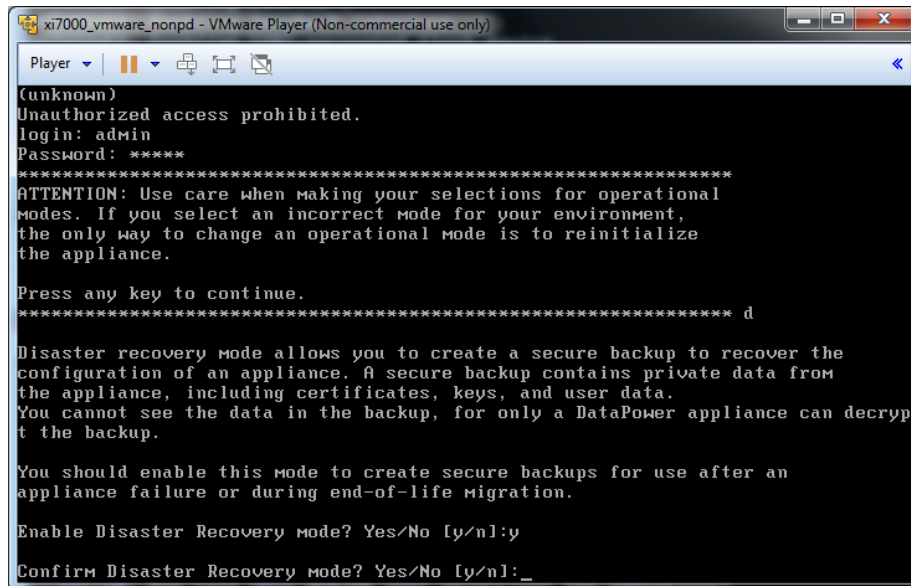 xi7000_vmware_nonpd - VMware Player (Non-commercial use only)
Player
(unknown)
Unauthorized access prohibited.
login: admin
Password: *****
*****************************************************************
ATTENTION: Use care when making your selections for operational
modes. If you select an incorrect mode for your environment,
the only way to change an operational mode is to reinitialize
the appliance.
Press any key to continue.
***************************************************************** d
Disaster recovery mode allows you to create a secure backup to recover the
configuration of an appliance. A secure backup contains private data from
the appliance, including certificates, keys, and user data.
You cannot see the data in the backup, for only a DataPower appliance can decryp
t the backup.
You should enable this mode to create secure backups for use after an
appliance failure or during end-of-life migration.
Enable Disaster Recovery mode? Yes/No [y/n]:y
Confirm Disaster Recovery mode? Yes/No [y/n]:_